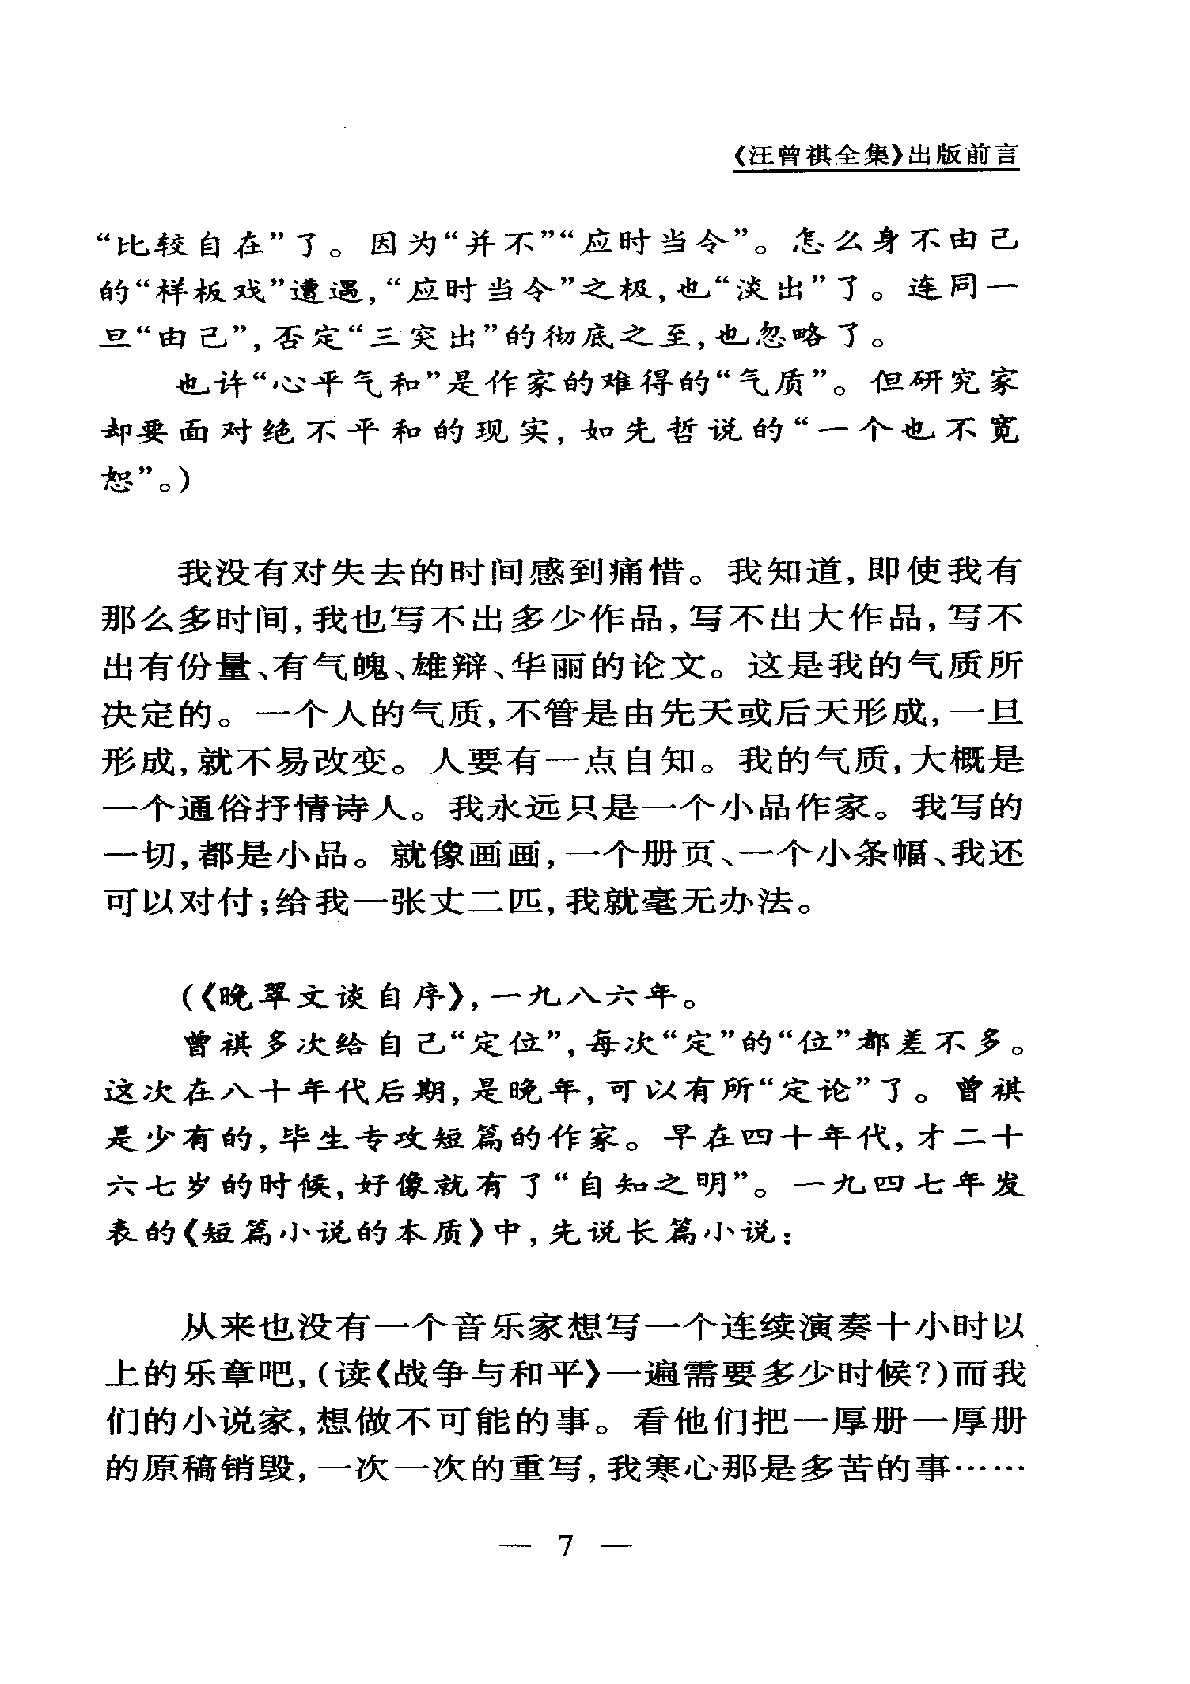 《汪曾祺全集》出版前言
“比较自在”了。因为“并不”“应时当令”。怎么身不由己
的“样板戏”遭遇，“应时当令”之极，也“淡出”了。连同一
旦“由己”，否定“三突出”的彻底之至，也忽略了。
也许“心平气和”是作家的难得的“气质”。但研究家
却要面对绝不平和的现实，如先哲说的“一个也不宽
恕”。）
我没有对失去的时间感到痛惜。我知道，即使我有
那么多时间，我也写不出多少作品，写不出大作品，写不
出有份量、有气魄、雄辩、华丽的论文。这是我的气质所
决定的。一个人的气质，不管是由先天或后天形成，一旦
形成，就不易改变。人要有一点自知。我的气质，大概是
一个通俗抒情诗人。我永远只是一个小品作家。我写的
一切，都是小品。就像画画，一个册页、一个小条幅、我还
可以对付；给我一张丈二匹，我就毫无办法。
（《晚翠文谈自序》，一九八六年。
曾祺多次给自己“定位”，每次“定”的“位”都差不多。
这次在八十年代后期，是晚年，可以有所“定论”了。曾祺
是少有的，毕生专攻短篇的作家。早在四十年代，才二十
六七岁的时候，好像就有了“自知之明”。一九四七年发
表的《短篇小说的本质》中，先说长篇小说：
从来也没有一个音乐家想写一个连续演奏十小时以
上的乐章吧，（读《战争与和平》一遍需要多少时候？）而我
们的小说家，想做不可能的事。看他们把一厚册一厚册
的原稿销毁，一次一次的重写，我寒心那是多苦的事……
— 7 —